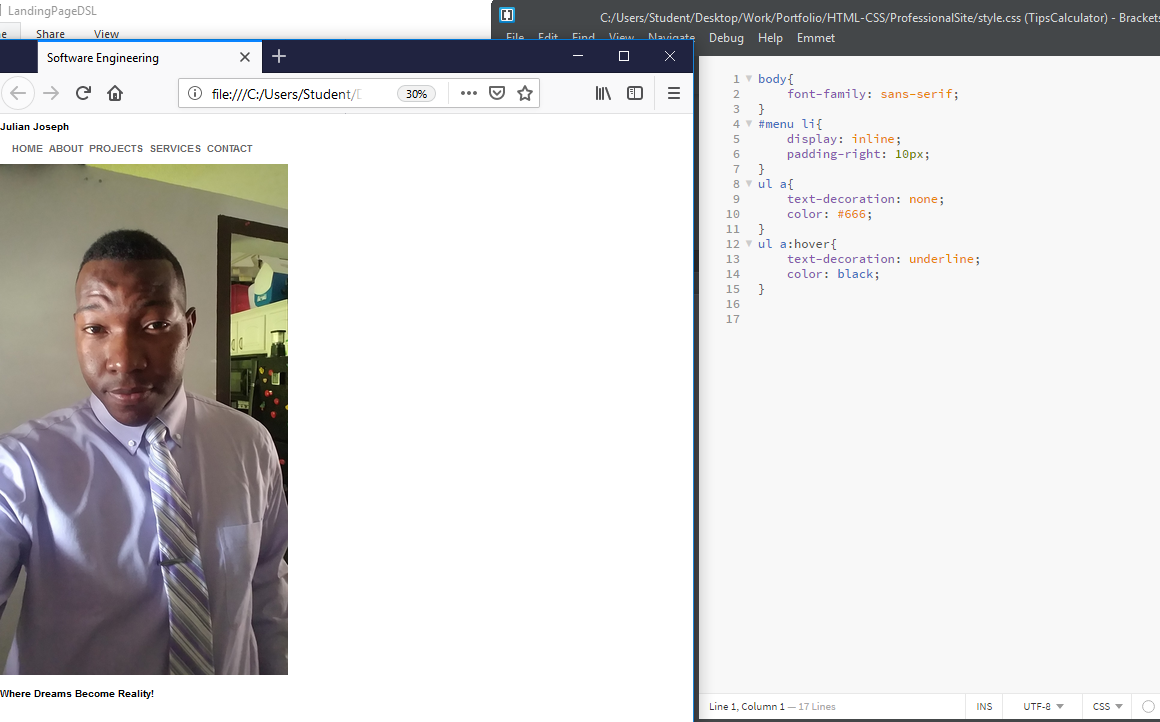 LandingPageDSL
Share View
Software Engineering
file:///C:/Users/Student/
30%
Julian Joseph
HOME ABOUT PROJECTS SERVICES CONTACT
Where Dreams Become Reality!
C:/Users/Student/Desktop/Work/Portfolio/HTML-CSS/ProfessionalSite/style.css (TipsCalculator) - Brackets
File Edit Find View Navigate Debug Help Emmet
1 body{
2 font-family: sans-serif;
3 }
4 #menu li{
5 display: inline;
6 padding-right: 10px;
7 }
8 ul a{
9 text-decoration: none;
10 color: #666;
11 }
12 ul a:hover{
13 text-decoration: underline;
14 color: black;
15 }
16
17
Line 1, Column 1 — 17 Lines INS UTF-8 CSS